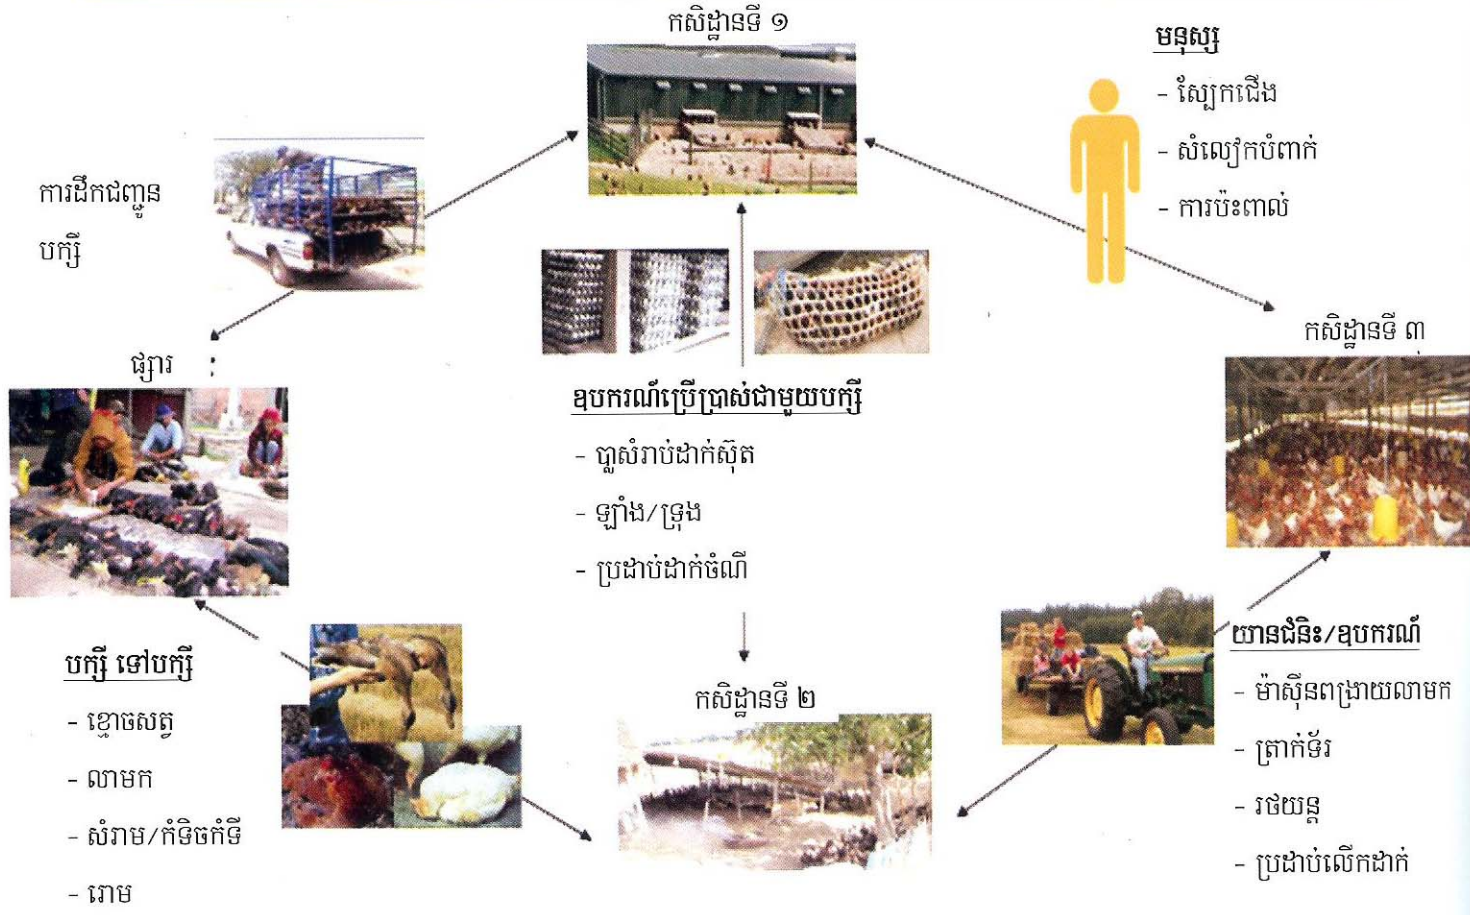 កសិដ្ឋានទី ១
មនុស្ស
- ស្បែកជើង
- សំលៀកបំពាក់
- ការប៉ះពាល់
ការដឹកជញ្ជូន
បក្សី
ផ្សារ
កសិដ្ឋានទី ៣
ឧបករណ៍ប្រើប្រាស់ជាមួយបក្សី
- ប្លាសំរាប់ដាក់ស៊ុត
- ឡាំង/ទ្រុង
- ប្រដាប់ដាក់ចំណី
បក្សី ទៅបក្សី
- ខ្មោចសត្វ
- លាមក
- សំរាម/កំទិចកំទី
- រោម
កសិដ្ឋានទី ២
យានជំនិះ/ឧបករណ៍
- ម៉ាស៊ីនពង្រាយលាមក
- ត្រាក់ទ័រ
- រថយន្ត
- ប្រដាប់លើកដាក់